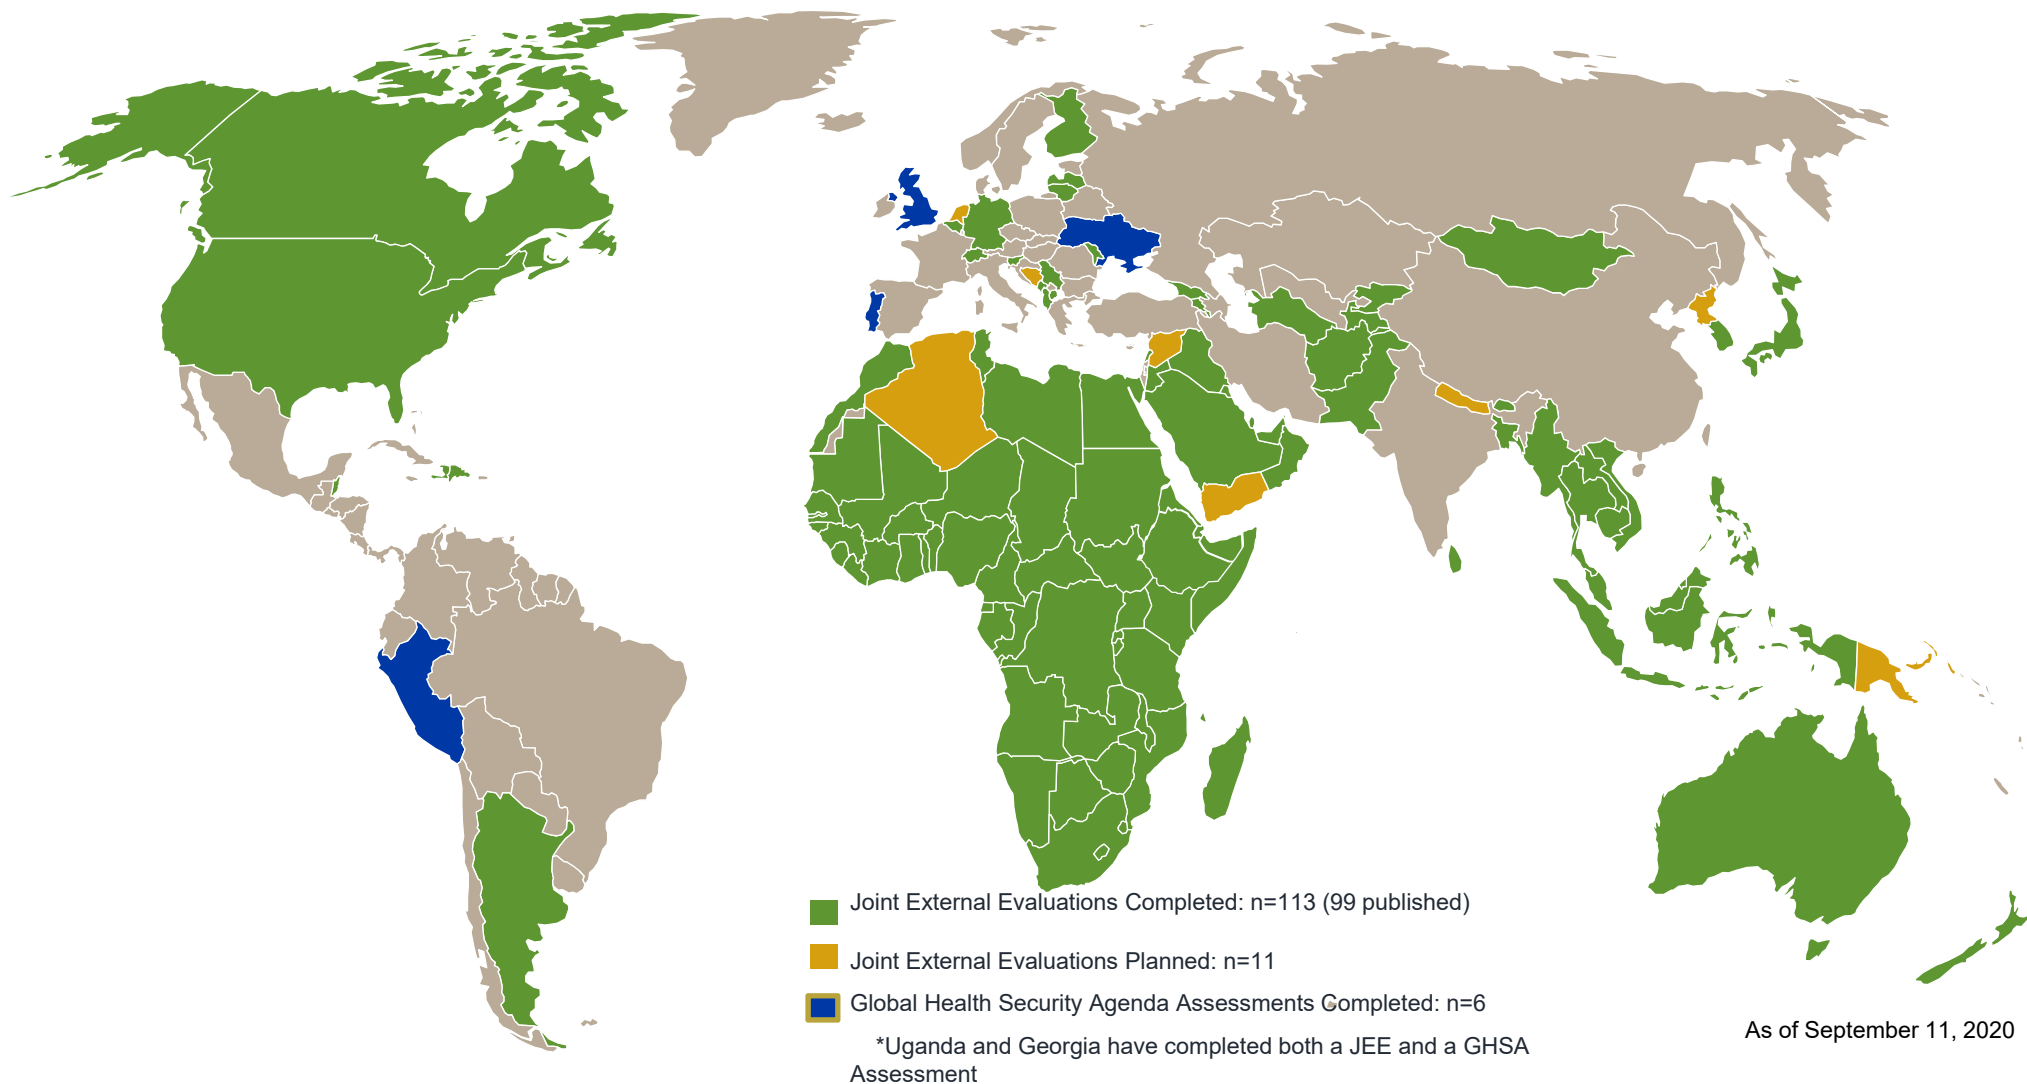 Joint External Evaluations Completed: n=113 (99 published)
Joint External Evaluations Planned: n=11
Global Health Security Agenda Assessments Completed: n=6
*Uganda and Georgia have completed both a JEE and a GHSA
Assessment
As of September 11, 2020